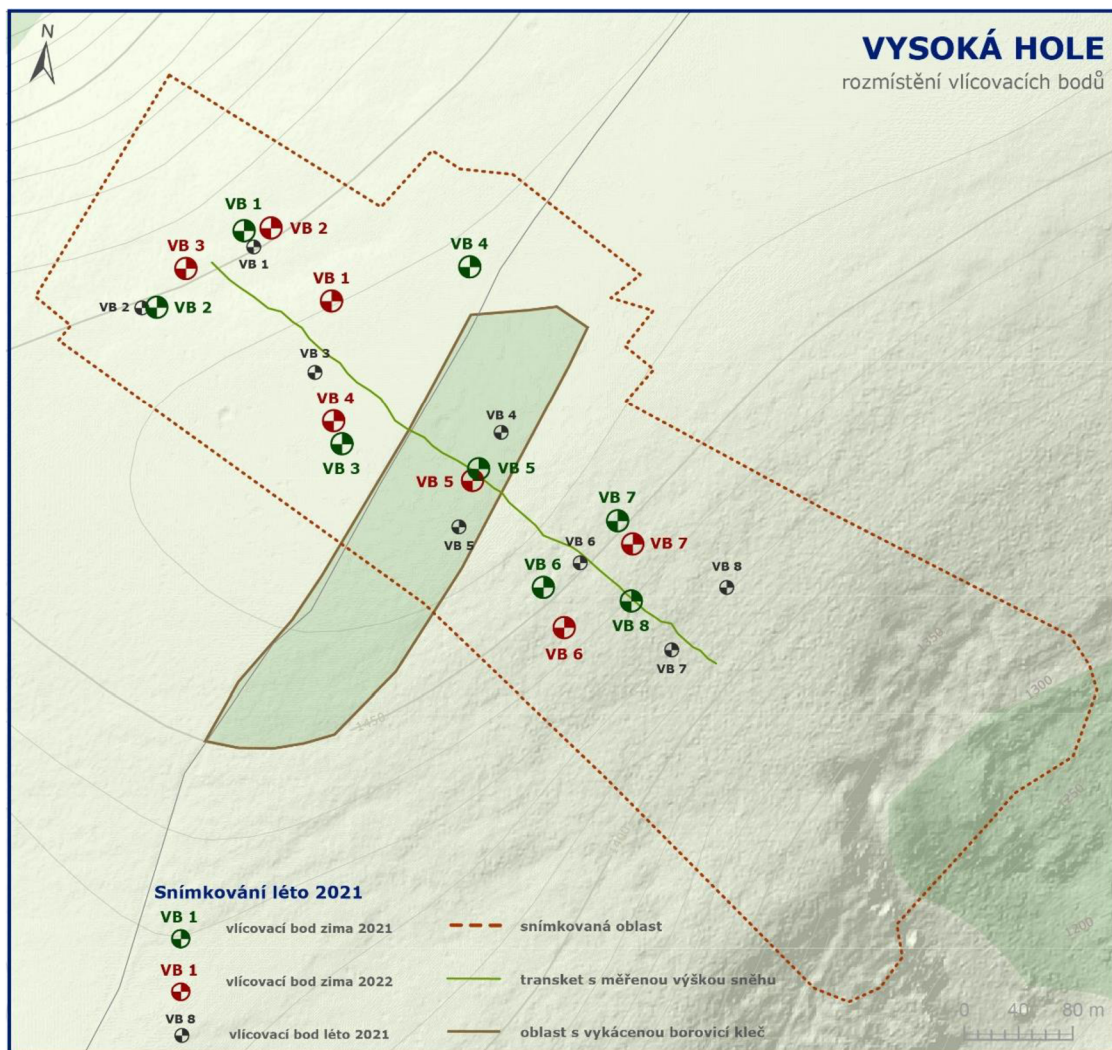 N
VYSOKÁ HOLE
rozmístění vlícovacích bodů
VB 1
VB 2
VB 1
VB 3
VB 4
VB 1
VB 2
VB 2
VB 3
VB 4
VB 3
VB 4
VB 5
VB 5
VB 5
VB 7
VB 7
VB 6
VB 6
VB 8
VB 8
VB 6
VB 7
1300
1450
1250
1200
Snímkování léto 2021
VB 1
vlícovací bod zima 2021
snímkovaná oblast
VB 1
vlícovací bod zima 2022
transket s měřenou výškou sněhu
VB 8
vlícovací bod léto 2021
oblast s vykácenou borovicí kleč
0 40 80 m